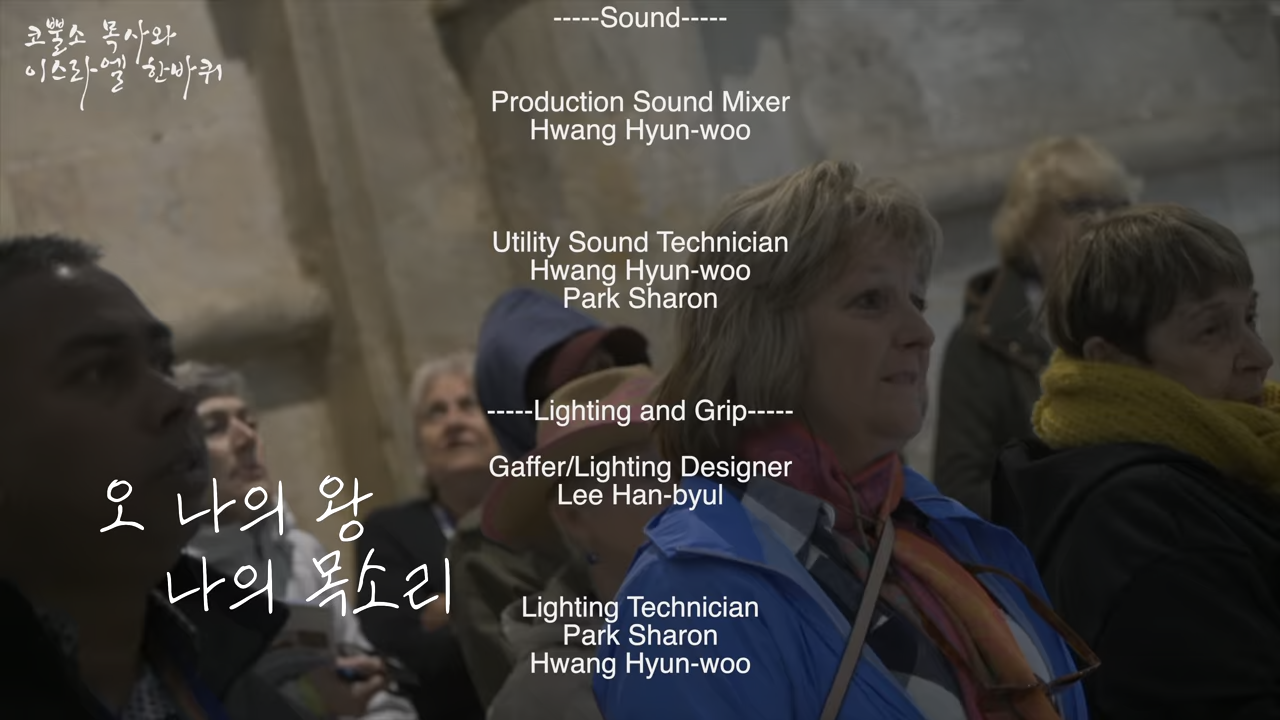 코뿔소 목사와
이스라엘 한바퀴
-----Sound-----
Production Sound Mixer
Hwang Hyun-woo
Utility Sound Technician
Hwang Hyun-woo
Park Sharon
-----Lighting and Grip-----
Gaffer/Lighting Designer
Lee Han-byul
Lighting Technician
Park Sharon
Hwang Hyun-woo
오 나의 왕
나의 목소리